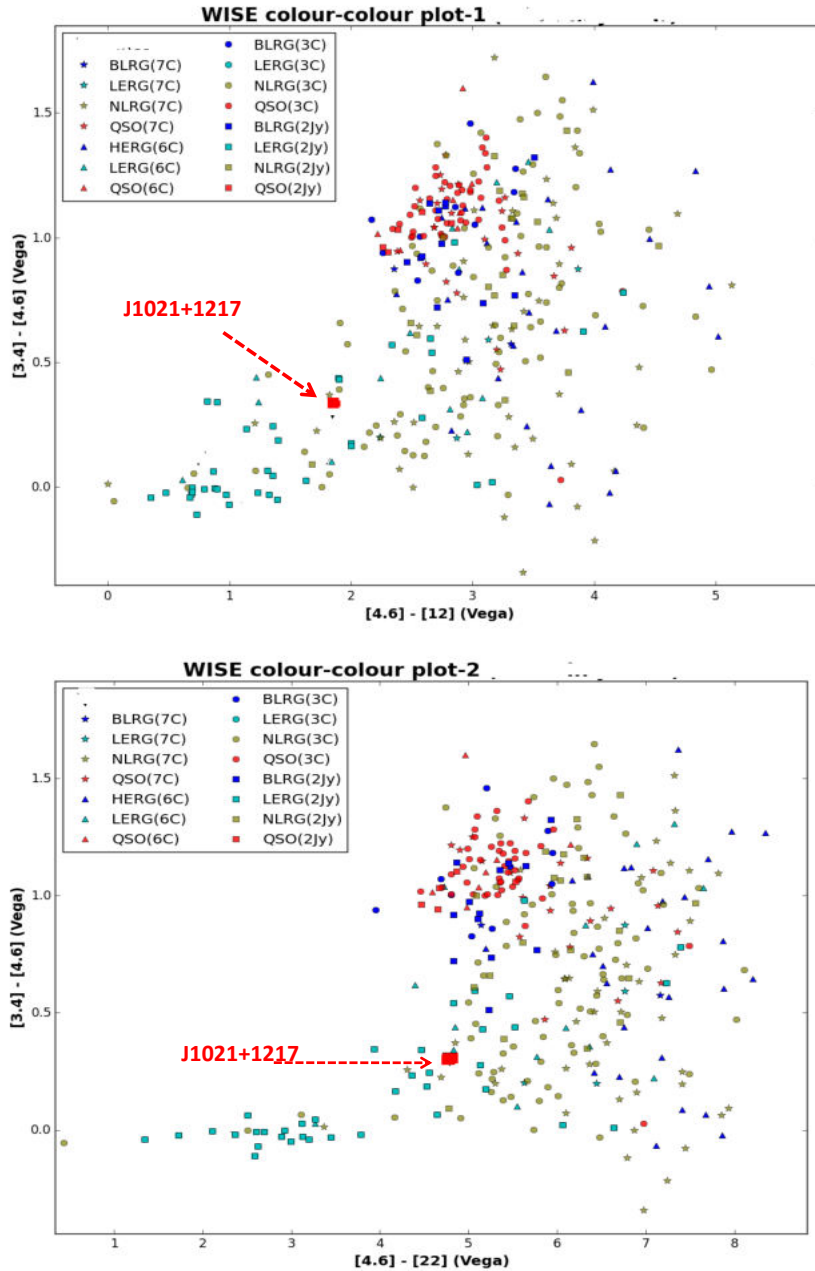 WISE colour-colour plot-1
BLRG(7C)
LERG(7C)
NLRG(7C)
QSO(7C)
HERG(6C)
LERG(6C)
QSO(6C)
BLRG(3C)
LERG(3C)
NLRG(3C)
QSO(3C)
BLRG(2Jy)
LERG(2Jy)
NLRG(2Jy)
QSO(2Jy)
1.5
1.0
0.5
0.0
[3.4] - [4.6] (Vega)
J1021+1217
0 1 2 3 4 5
[4.6] - [12] (Vega)
WISE colour-colour plot-2
BLRG(7C)
LERG(7C)
NLRG(7C)
QSO(7C)
HERG(6C)
LERG(6C)
QSO(6C)
BLRG(3C)
LERG(3C)
NLRG(3C)
QSO(3C)
BLRG(2Jy)
LERG(2Jy)
NLRG(2Jy)
QSO(2Jy)
1.5
1.0
0.5
0.0
[3.4] - [4.6] (Vega)
J1021+1217
1 2 3 4 5 6 7 8
[4.6] - [22] (Vega)